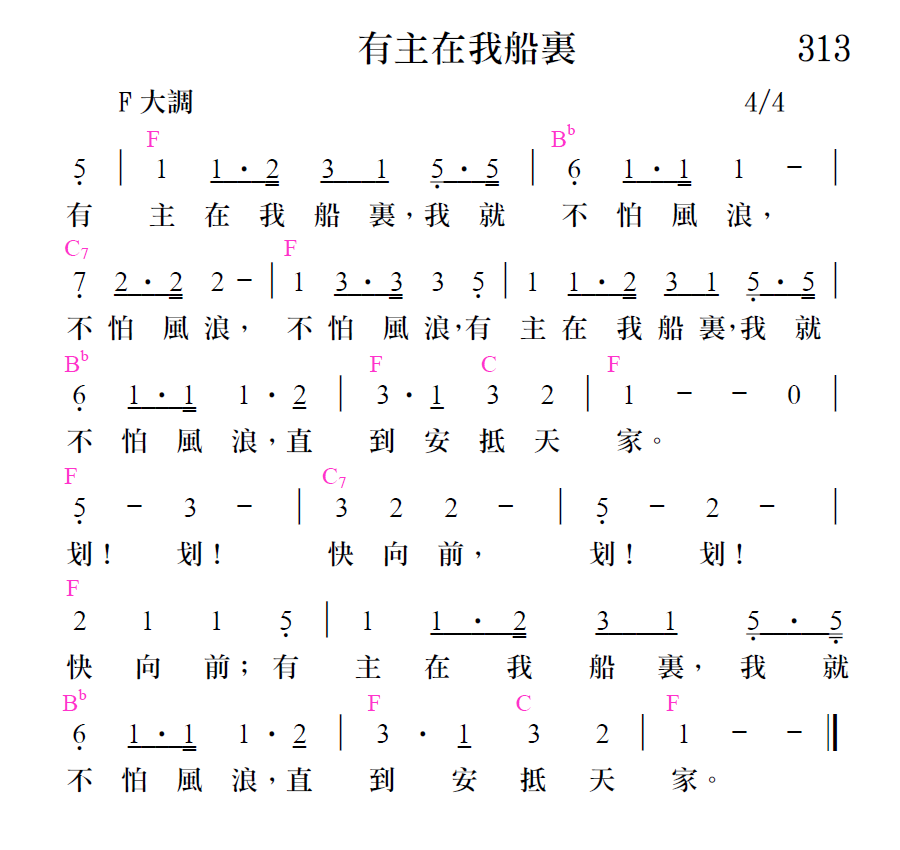 有主在我船裏 313
F 大調 4/4
F B♭
5̣ | 1 1‧2 3 1 5̣‧5̣ | 6̣ 1‧1 1 − |
有 主 在 我 船 裏，我 就 不 怕 風 浪，
C₇ F
7̣ 2‧2 2 − | 1 3‧3 3 5̣ | 1 1‧2 3 1 5̣‧5 |
不 怕 風 浪， 不 怕 風 浪，有 主 在 我 船 裏，我 就
B♭ F C F
6̣ 1‧1 1‧2 | 3‧1 3 2 | 1 − − 0 |
不 怕 風 浪，直 到 安 抵 天 家。
F C₇
5̣ − 3 − | 3 2 2 − | 5̣ − 2 − |
划！ 划！ 快 向 前， 划！ 划！
F
2 1 1 5̣ | 1 1‧2 3 1 5̣‧5̣ |
快 向 前；有 主 在 我 船 裏，我 就
B♭ F C F
6̣ 1‧1 1‧2 | 3‧1 3 2 | 1 − − ‖
不 怕 風 浪，直 到 安 抵 天 家。